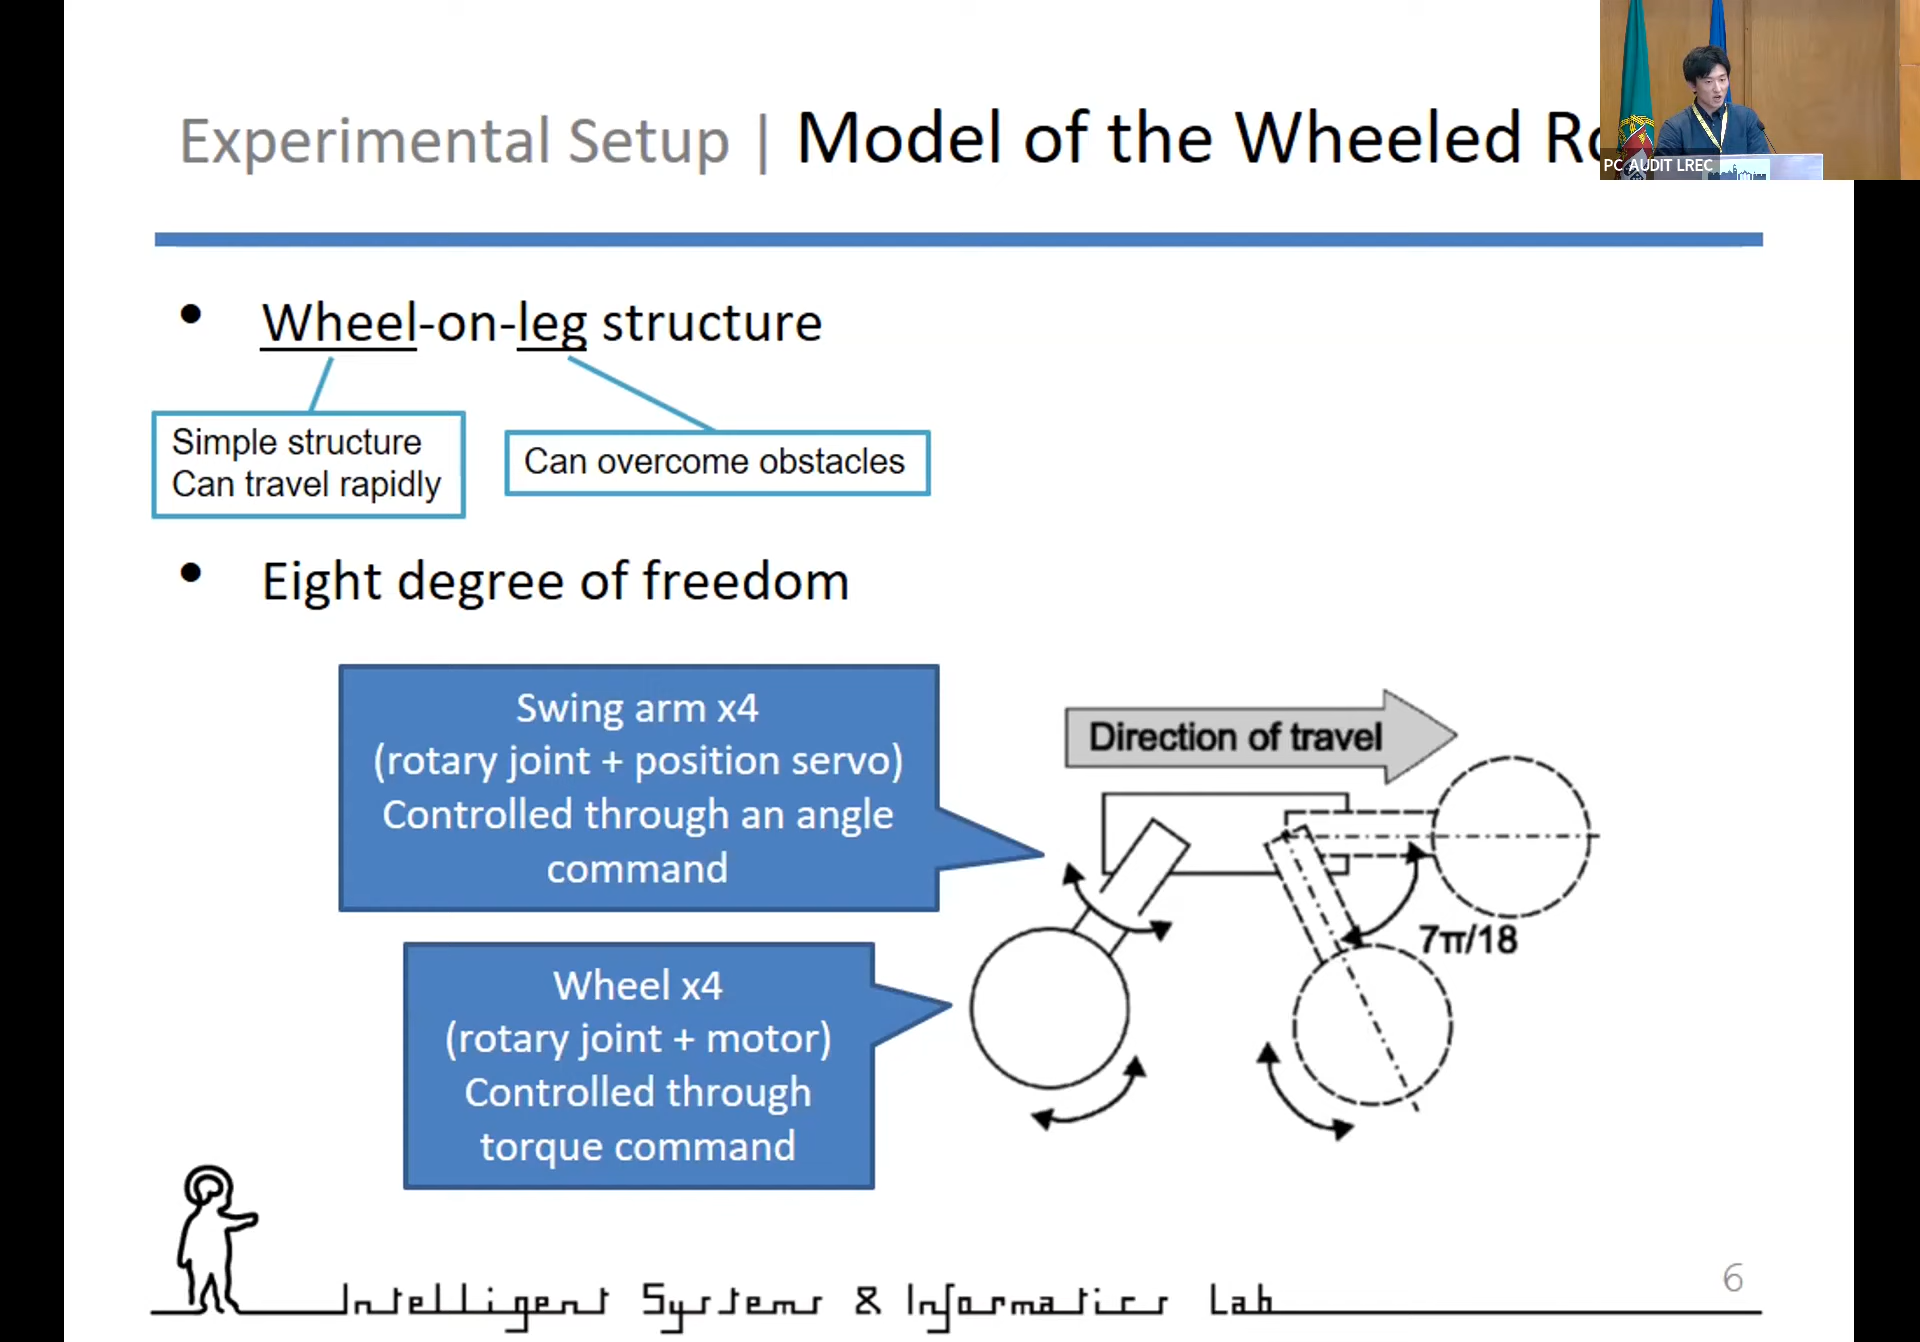 Experimental Setup | Model of the Wheeled Ro
PC AUDIT LREC
• Wheel-on-leg structure
Simple structure
Can travel rapidly
Can overcome obstacles
• Eight degree of freedom
Swing arm x4
(rotary joint + position servo)
Controlled through an angle
command
Direction of travel
7π/18
Wheel x4
(rotary joint + motor)
Controlled through
torque command
Intelligent Systems & Informatics Lab
6